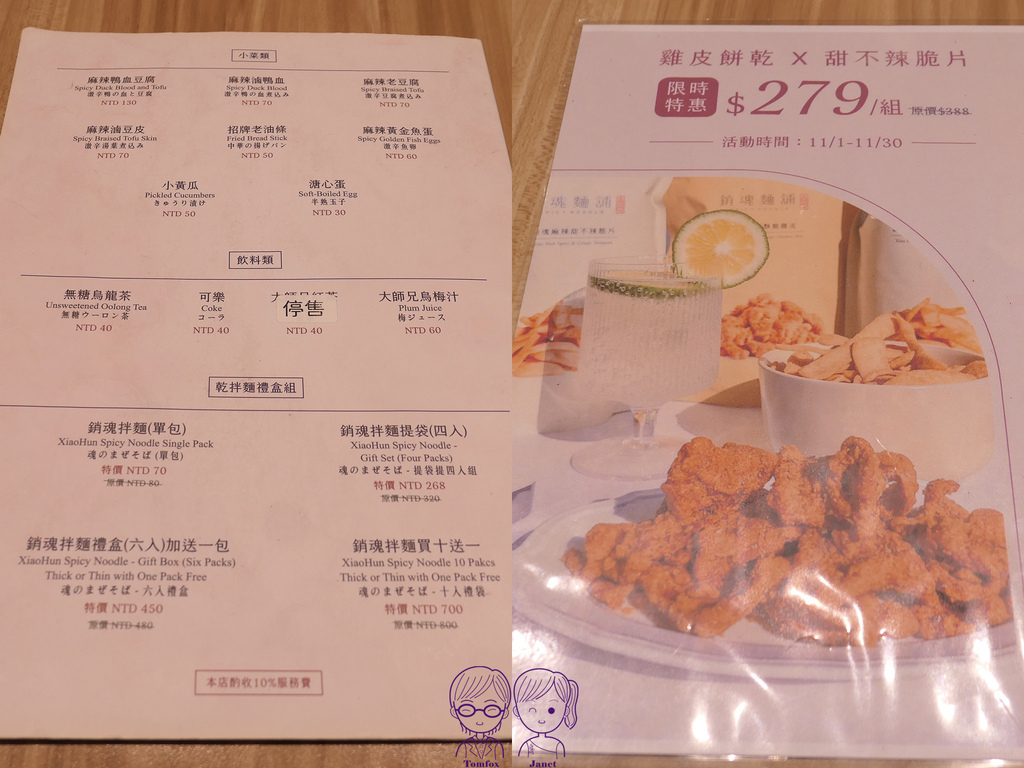 小菜類
麻辣鴨血豆腐
Spicy Duck Blood and Tofu
激辛鴨の血と豆腐
NTD 130
麻辣滷鴨血
Spicy Duck Blood
激辛鴨の血煮込み
NTD 70
麻辣老豆腐
Spicy Braised Tofu
激辛豆腐煮込み
NTD 70
麻辣滷豆皮
Spicy Braised Tofu Skin
激辛湯葉煮込み
NTD 70
招牌老油條
Fried Bread Stick
中華の揚げパン
NTD 50
麻辣黃金魚蛋
Spicy Golden Fish Eggs
激辛魚卵
NTD 60
小黃瓜
Pickled Cucumbers
きゅうり漬け
NTD 50
溏心蛋
Soft-Boiled Egg
半熟玉子
NTD 30
飲料類
無糖烏龍茶
Unsweetened Oolong Tea
無糖ウーロン茶
NTD 40
可樂
Coke
コーラ
NTD 40
停售
NTD 40
大師兄烏梅汁
Plum Juice
梅ジュース
NTD 60
乾拌麵禮盒組
銷魂拌麵(單包)
XiaoHun Spicy Noodle Single Pack
魂のまぜそば (單包)
特價 NTD 70
原價 NTD 80
銷魂拌麵提袋(四入)
XiaoHun Spicy Noodle -
Gift Set (Four Packs)
魂のまぜそば - 提袋提四人組
特價 NTD 268
原價 NTD 320
銷魂拌麵禮盒(六入)加送一包
XiaoHun Spicy Noodle - Gift Box (Six Packs)
Thick or Thin with One Pack Free
魂のまぜそば - 六人禮盒
特價 NTD 450
原價 NTD 480
銷魂拌麵買十送一
XiaoHun Spicy Noodle 10 Pakcs
Thick or Thin with One Pack Free
魂のまぜそば - 十人禮袋
特價 NTD 700
原價 NTD 800
本店酌收10%服務費
Tomfox
雞皮餅乾 X 甜不辣脆片
限時
特惠
$279/組 原價$388
活動時間：11/1-11/30
魂麵舖
銷魂麵舖
Janet